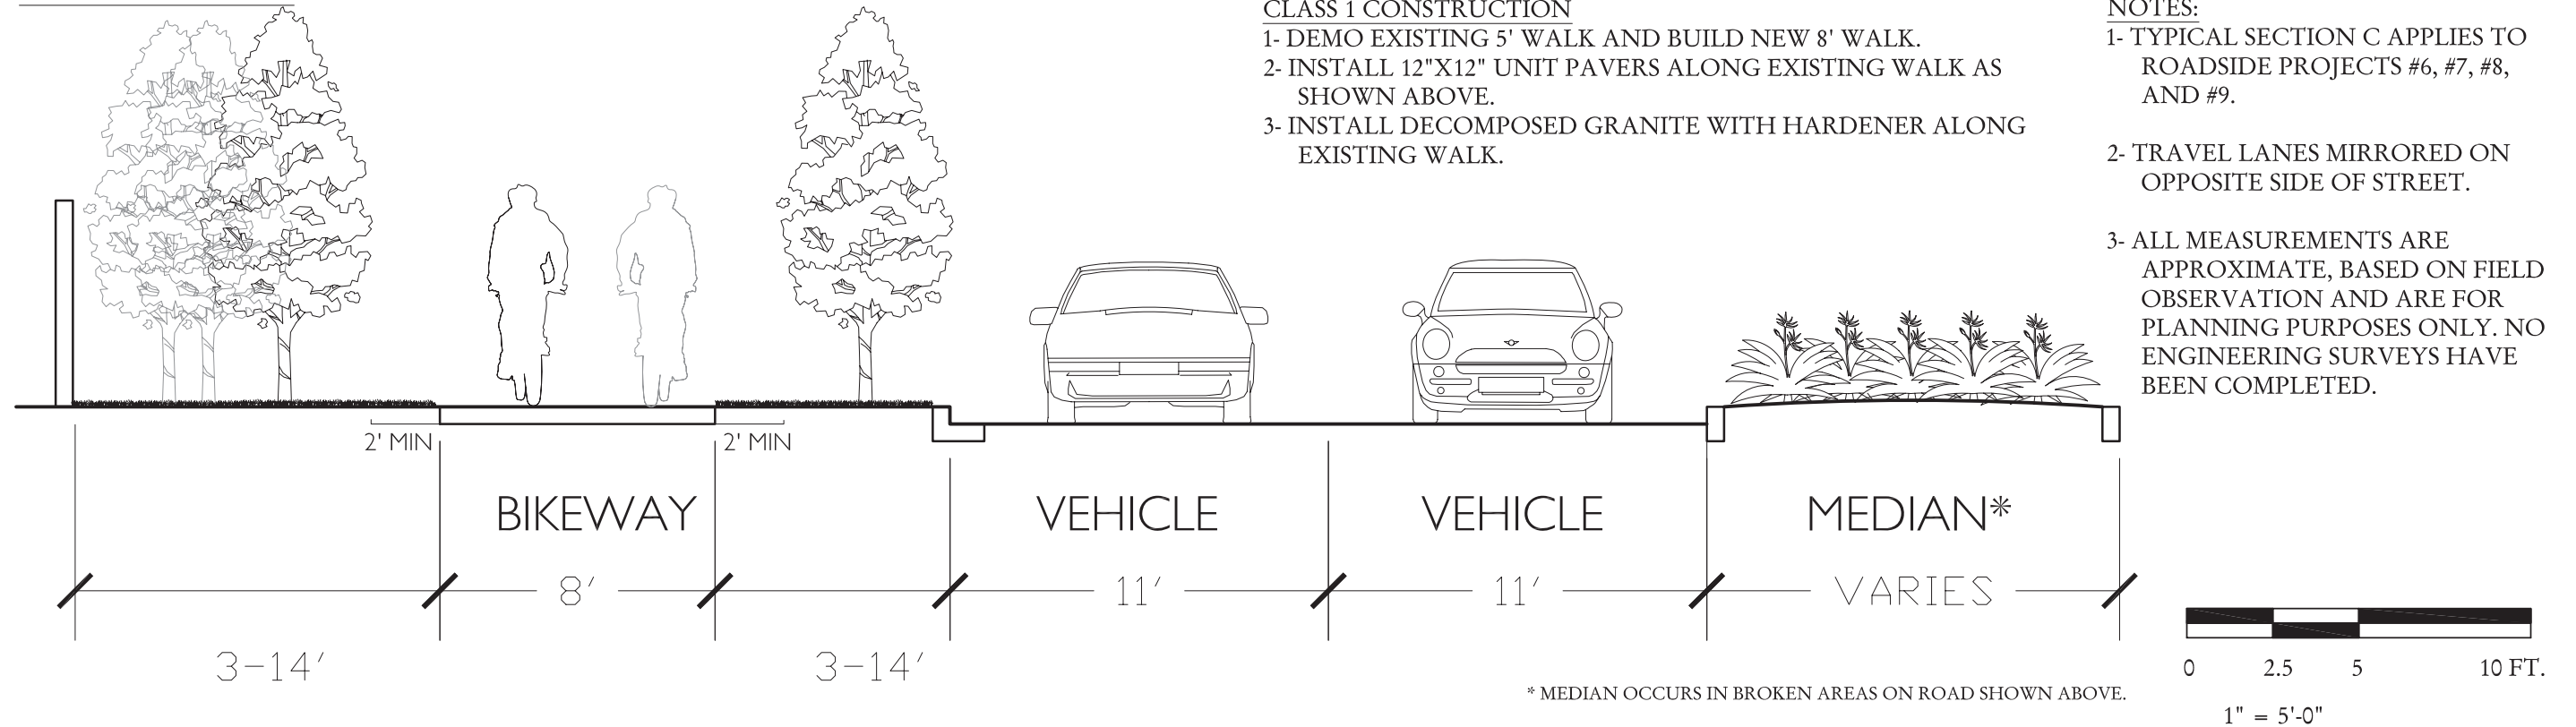 CLASS 1 CONSTRUCTION
1- DEMO EXISTING 5' WALK AND BUILD NEW 8' WALK.
2- INSTALL 12"X12" UNIT PAVERS ALONG EXISTING WALK AS
SHOWN ABOVE.
3- INSTALL DECOMPOSED GRANITE WITH HARDENER ALONG
EXISTING WALK.
NOTES:
1- TYPICAL SECTION C APPLIES TO
ROADSIDE PROJECTS #6, #7, #8,
AND #9.
2- TRAVEL LANES MIRRORED ON
OPPOSITE SIDE OF STREET.
3- ALL MEASUREMENTS ARE
APPROXIMATE, BASED ON FIELD
OBSERVATION AND ARE FOR
PLANNING PURPOSES ONLY. NO
ENGINEERING SURVEYS HAVE
BEEN COMPLETED.
2' MIN 2' MIN
BIKEWAY VEHICLE VEHICLE MEDIAN*
8' 11' 11' VARIES
3-14' 3-14'
0 2.5 5 10 FT.
* MEDIAN OCCURS IN BROKEN AREAS ON ROAD SHOWN ABOVE.
1" = 5'-0"